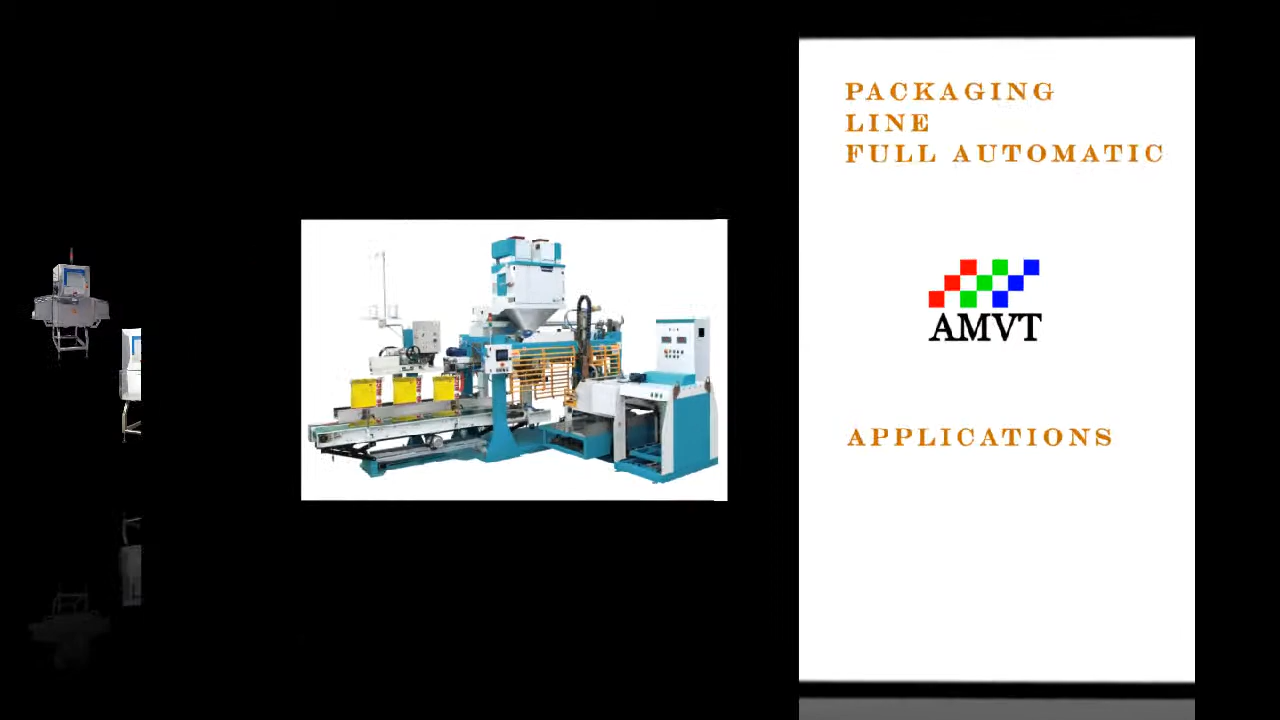 PACKAGING
LINE
FULL AUTOMATIC
AMVT
APPLICATIONS